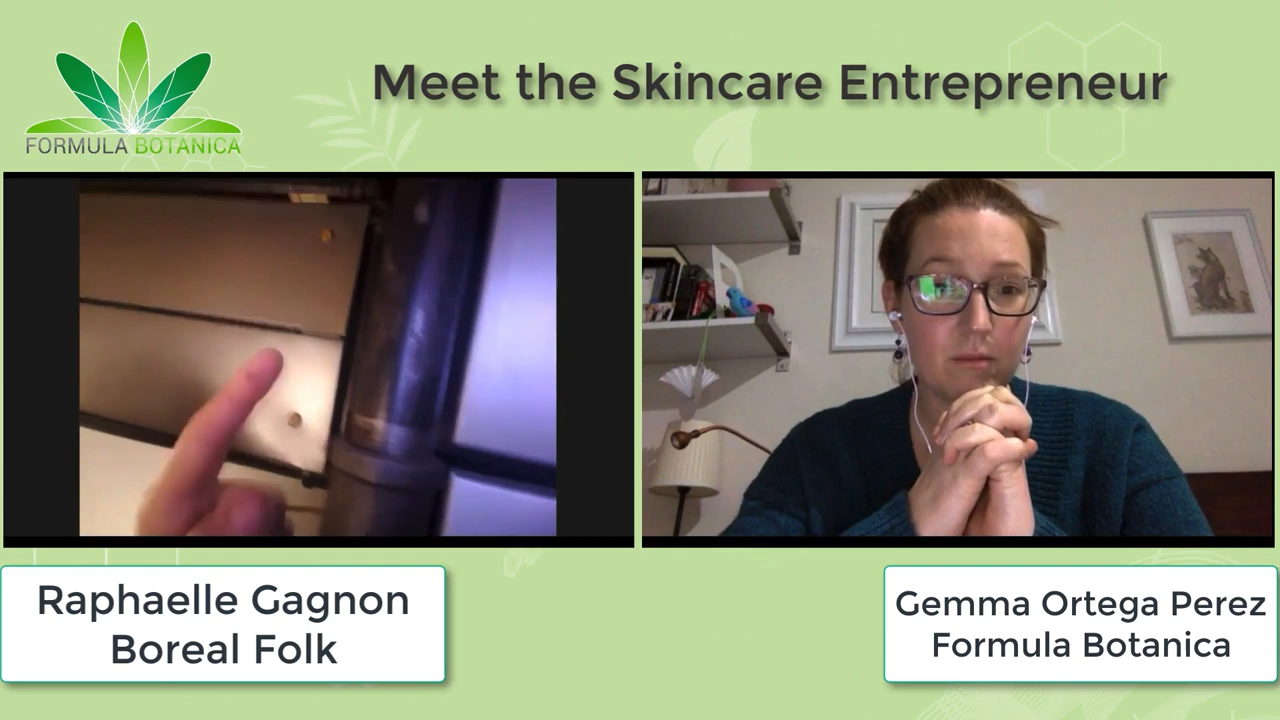 FORMULA BOTANICA
Meet the Skincare Entrepreneur
Raphaelle Gagnon
Boreal Folk
Gemma Ortega Perez
Formula Botanica